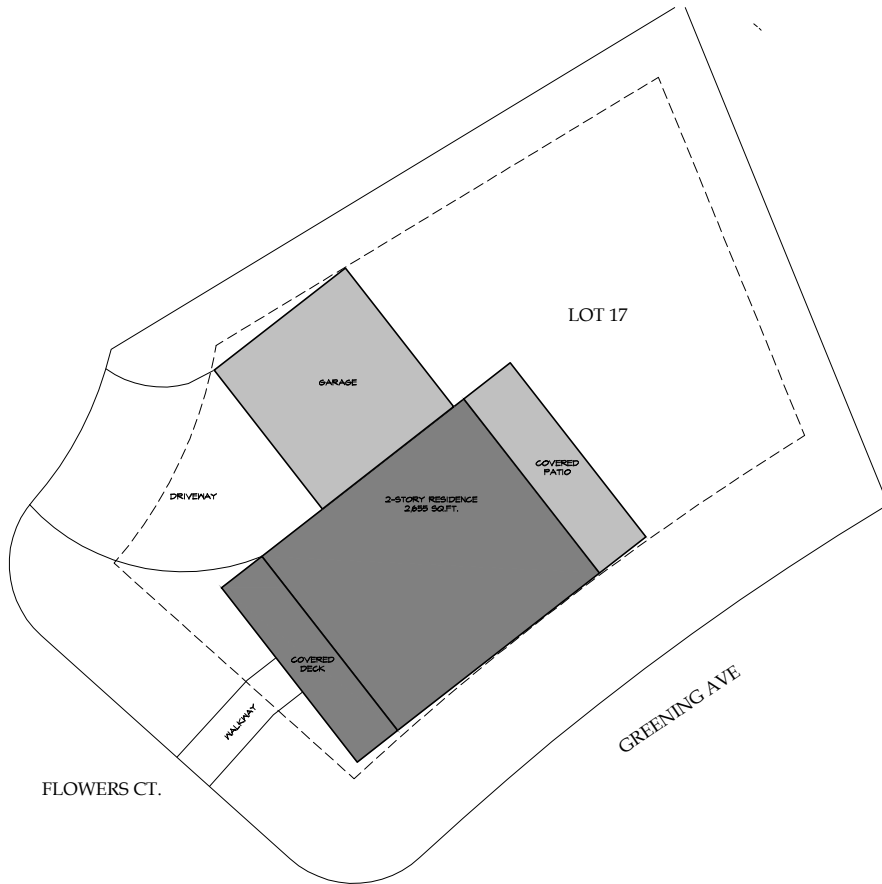 LOT 17
GARAGE
COVERED
PATIO
DRIVEWAY
2-STORY RESIDENCE
2,655 SQ.FT.
COVERED
DECK
WALKWAY
GREENING AVE
FLOWERS CT.